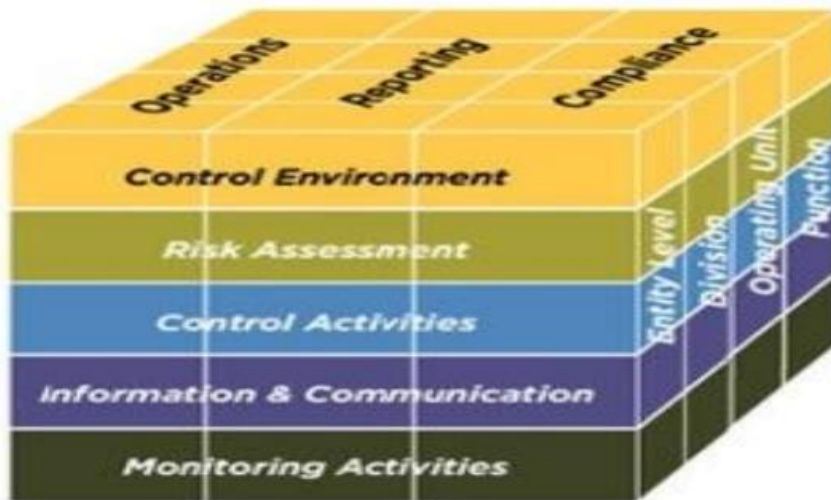 Operations
Reporting
Compliance
Control Environment
Risk Assessment
Control Activities
Information & Communication
Monitoring Activities
Entity Level
Division
Operating Unit
Function